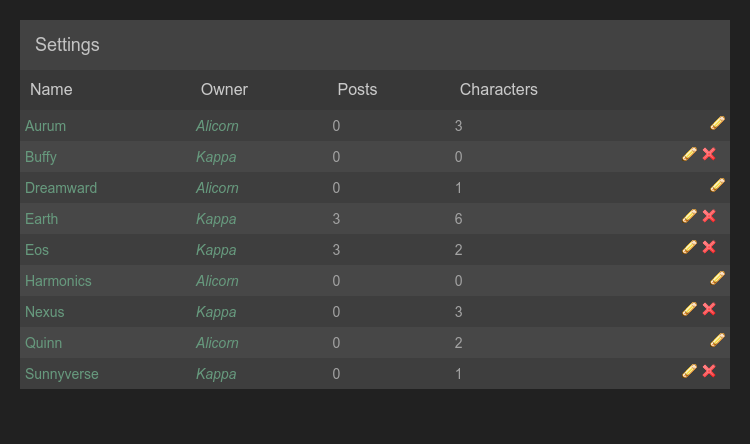 Settings
Name Owner Posts Characters
Aurum Alicorn 0 3
Buffy Kappa 0 0
Dreamward Alicorn 0 1
Earth Kappa 3 6
Eos Kappa 3 2
Harmonics Alicorn 0 0
Nexus Kappa 0 3
Quinn Alicorn 0 2
Sunnyverse Kappa 0 1